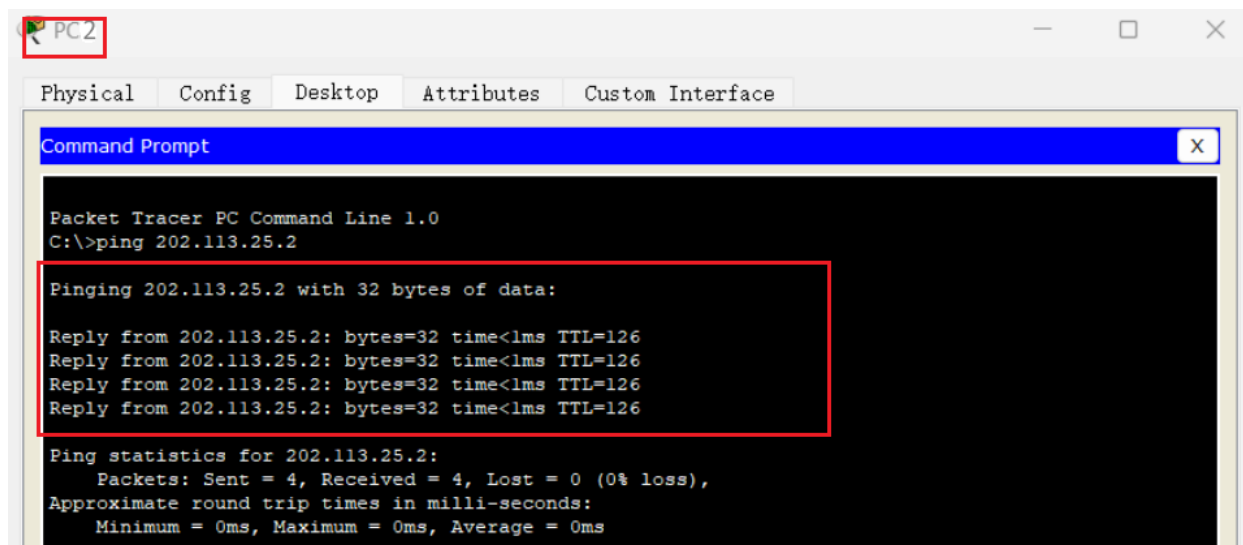 PC2
Physical Config Desktop Attributes Custom Interface
Command Prompt X
Packet Tracer PC Command Line 1.0
C:\>ping 202.113.25.2
Pinging 202.113.25.2 with 32 bytes of data:
Reply from 202.113.25.2: bytes=32 time<1ms TTL=126
Reply from 202.113.25.2: bytes=32 time<1ms TTL=126
Reply from 202.113.25.2: bytes=32 time<1ms TTL=126
Reply from 202.113.25.2: bytes=32 time<1ms TTL=126
Ping statistics for 202.113.25.2:
Packets: Sent = 4, Received = 4, Lost = 0 (0% loss),
Approximate round trip times in milli-seconds:
Minimum = 0ms, Maximum = 0ms, Average = 0ms